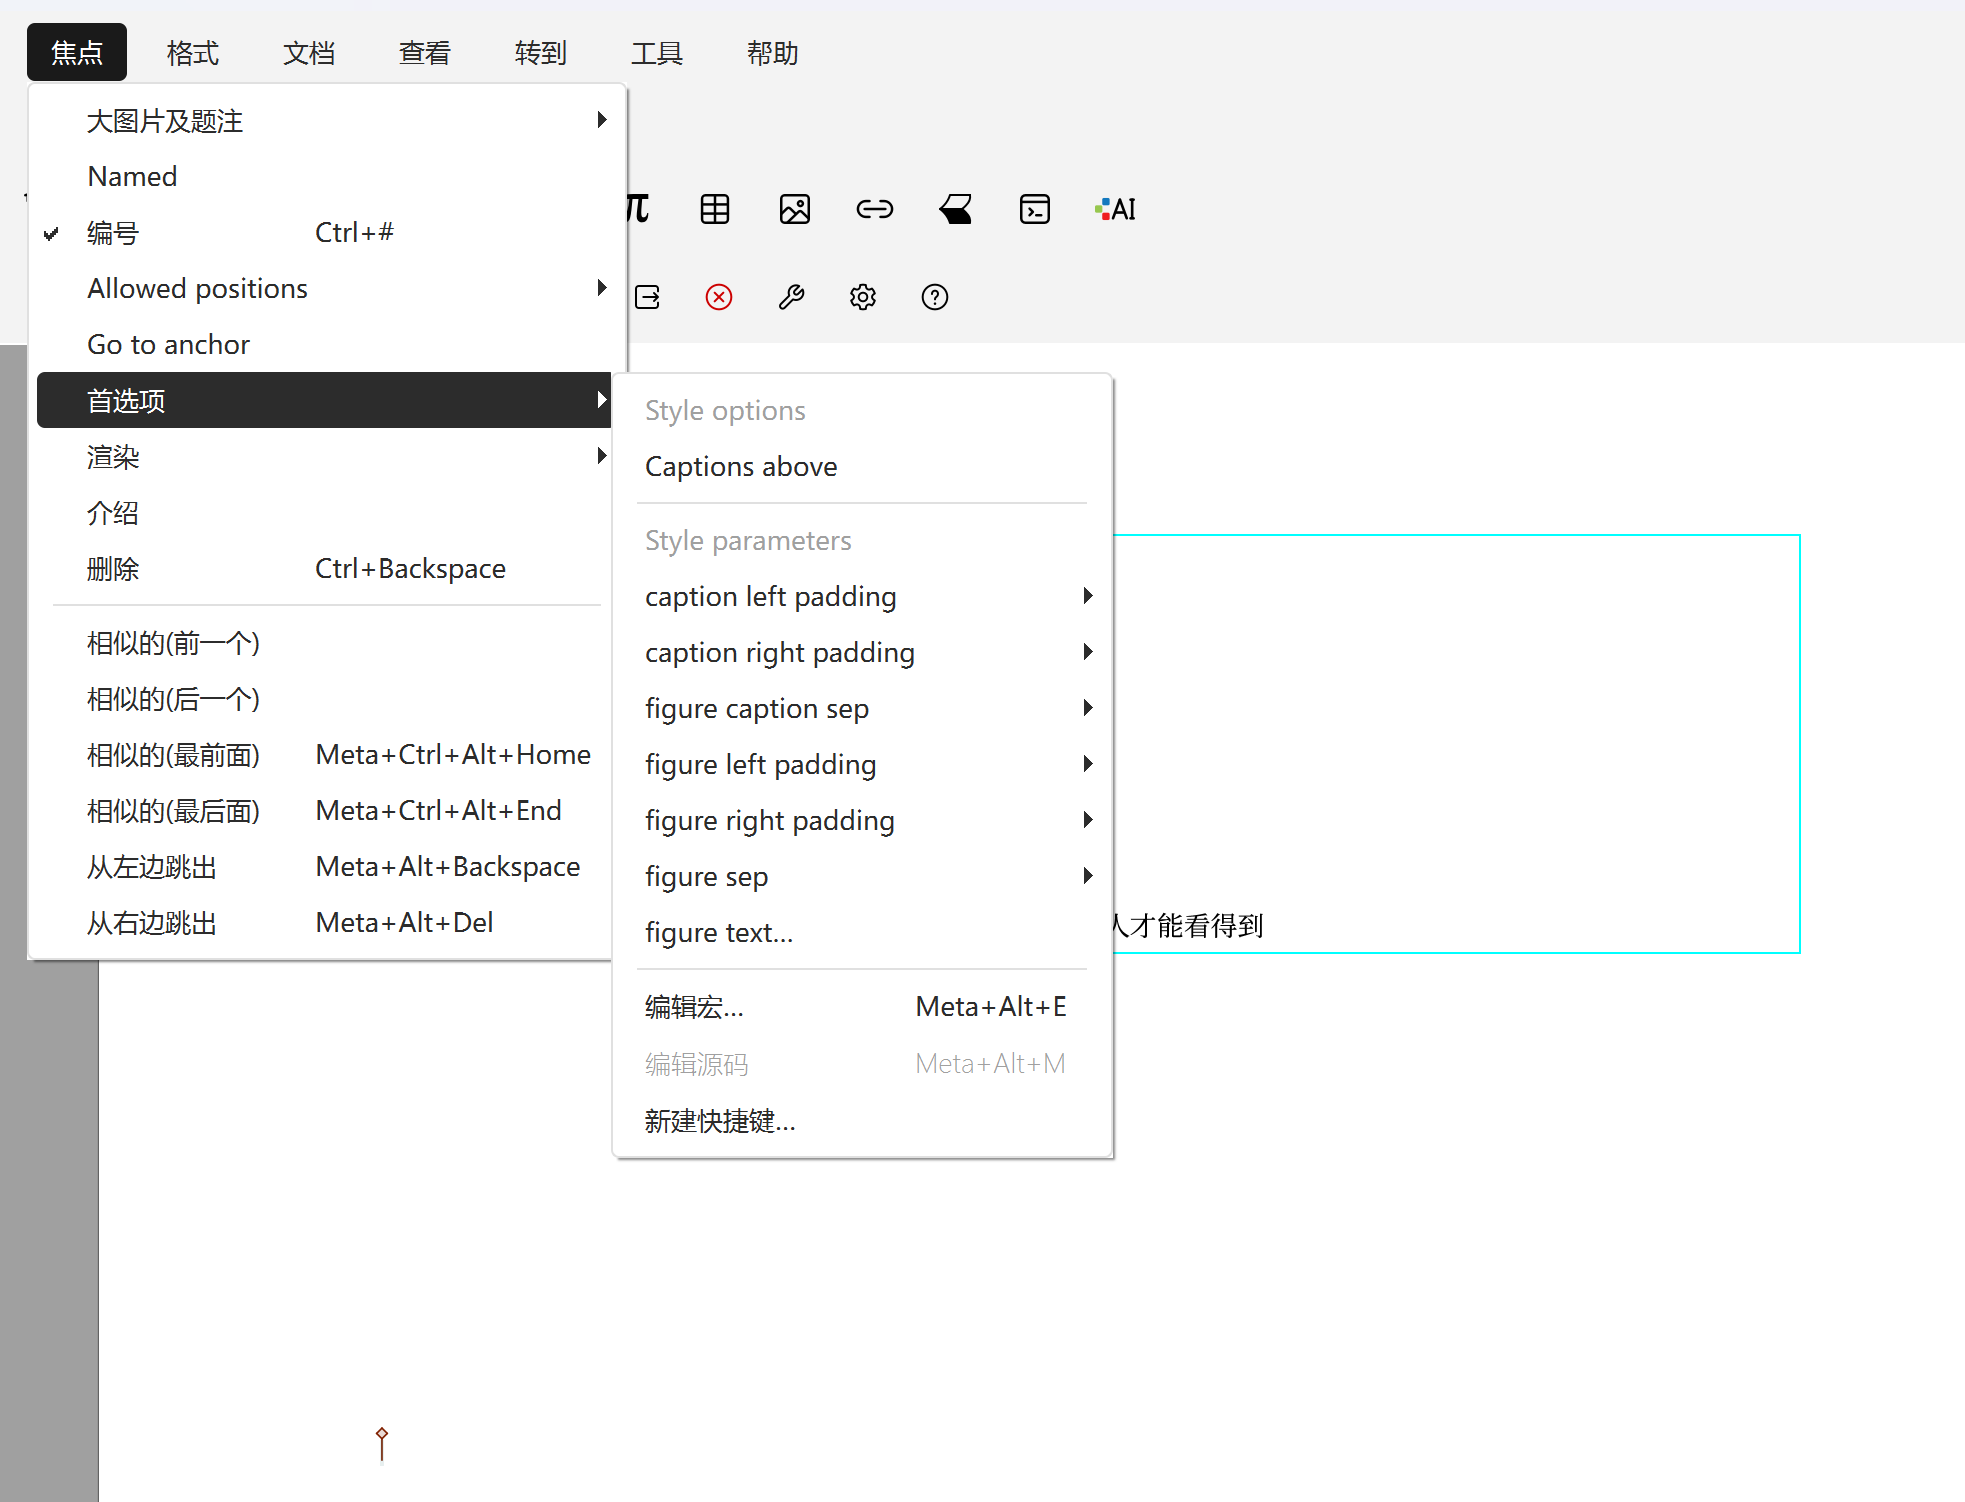 焦点 格式 文档 查看 转到 工具 帮助
大图片及题注
Named
编号 Ctrl+#
Allowed positions
Go to anchor
首选项
渲染
介绍
删除 Ctrl+Backspace
相似的(前一个)
相似的(后一个)
相似的(最前面) Meta+Ctrl+Alt+Home
相似的(最后面) Meta+Ctrl+Alt+End
从左边跳出 Meta+Alt+Backspace
从右边跳出 Meta+Alt+Del
π
AI
Style options
Captions above
Style parameters
caption left padding
caption right padding
figure caption sep
figure left padding
figure right padding
figure sep
figure text...
编辑宏... Meta+Alt+E
编辑源码 Meta+Alt+M
新建快捷键...
人才能看得到